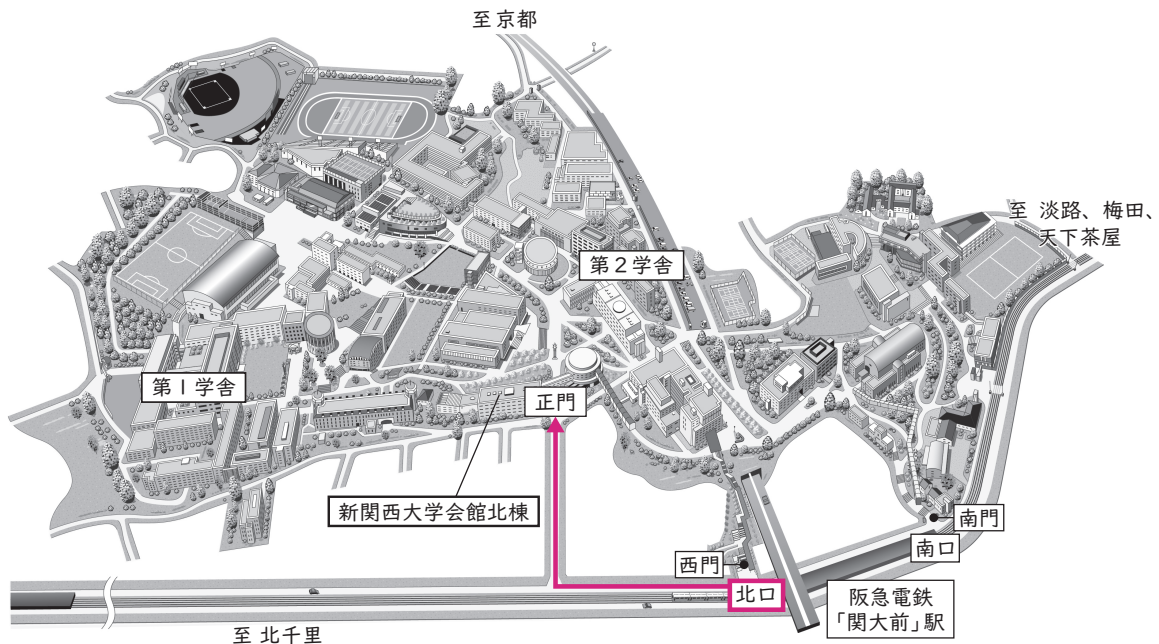 至 京都
至 淡路、梅田、
天下茶屋
第2学舎
第1学舎
正門
新関西大学会館北棟
南門
南口
西門
北口
阪急電鉄
「関大前」駅
至 北千里